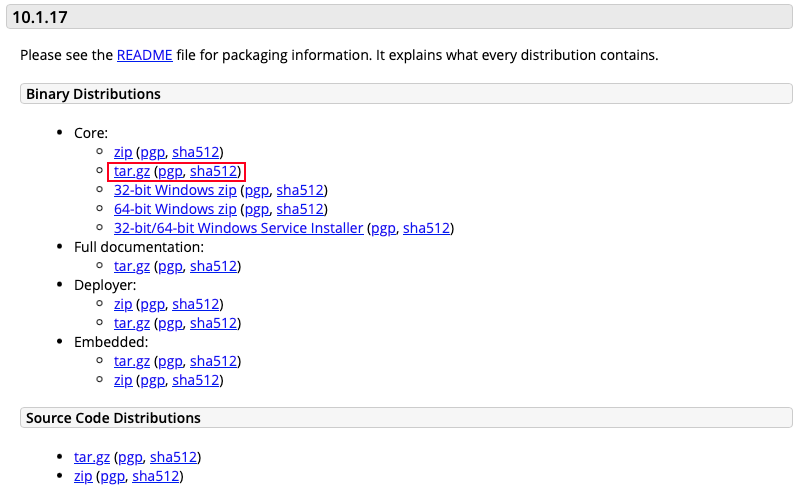 10.1.17
Please see the README file for packaging information. It explains what every distribution contains.
Binary Distributions
Core:
zip (pgp, sha512)
tar.gz (pgp, sha512)
32-bit Windows zip (pgp, sha512)
64-bit Windows zip (pgp, sha512)
32-bit/64-bit Windows Service Installer (pgp, sha512)
Full documentation:
tar.gz (pgp, sha512)
Deployer:
zip (pgp, sha512)
tar.gz (pgp, sha512)
Embedded:
tar.gz (pgp, sha512)
zip (pgp, sha512)
Source Code Distributions
tar.gz (pgp, sha512)
zip (pgp, sha512)